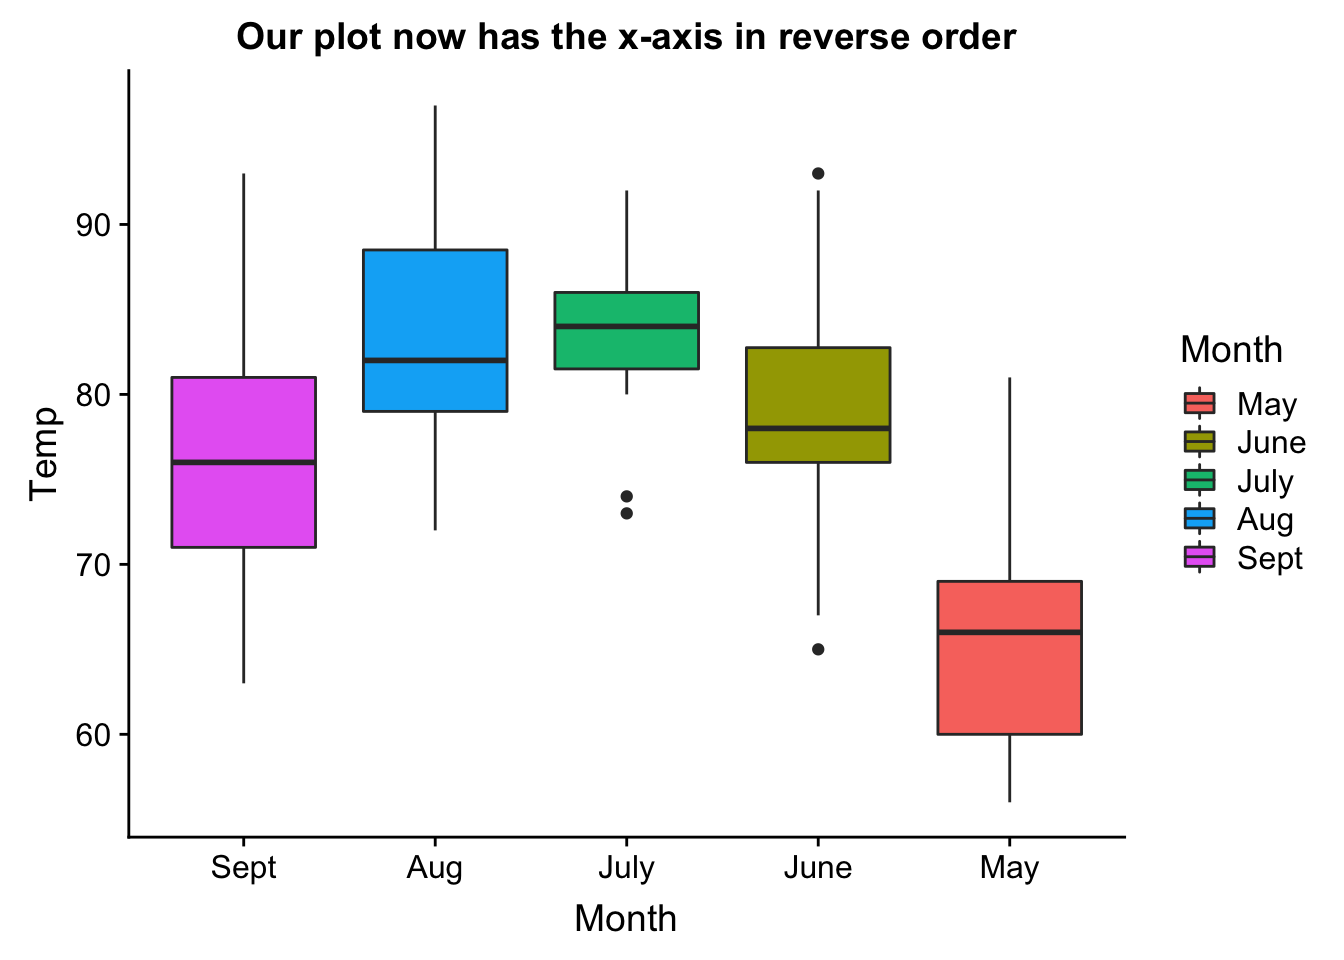 Our plot now has the x-axis in reverse order
Temp
90
80
70
60
Sept Aug July June May
Month
Month
May
June
July
Aug
Sept